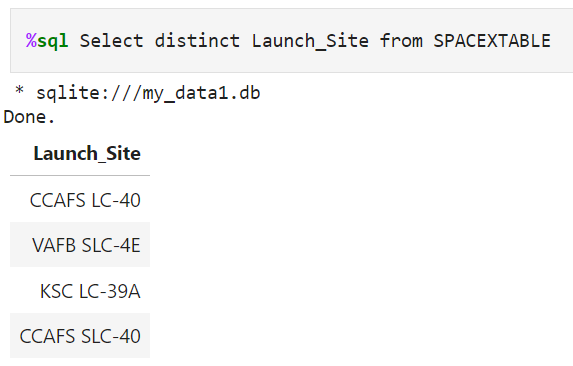 %sql Select distinct Launch_Site from SPACEXTABLE
* sqlite:///my_data1.db
Done.
Launch_Site
CCAFS LC-40
VAFB SLC-4E
KSC LC-39A
CCAFS SLC-40